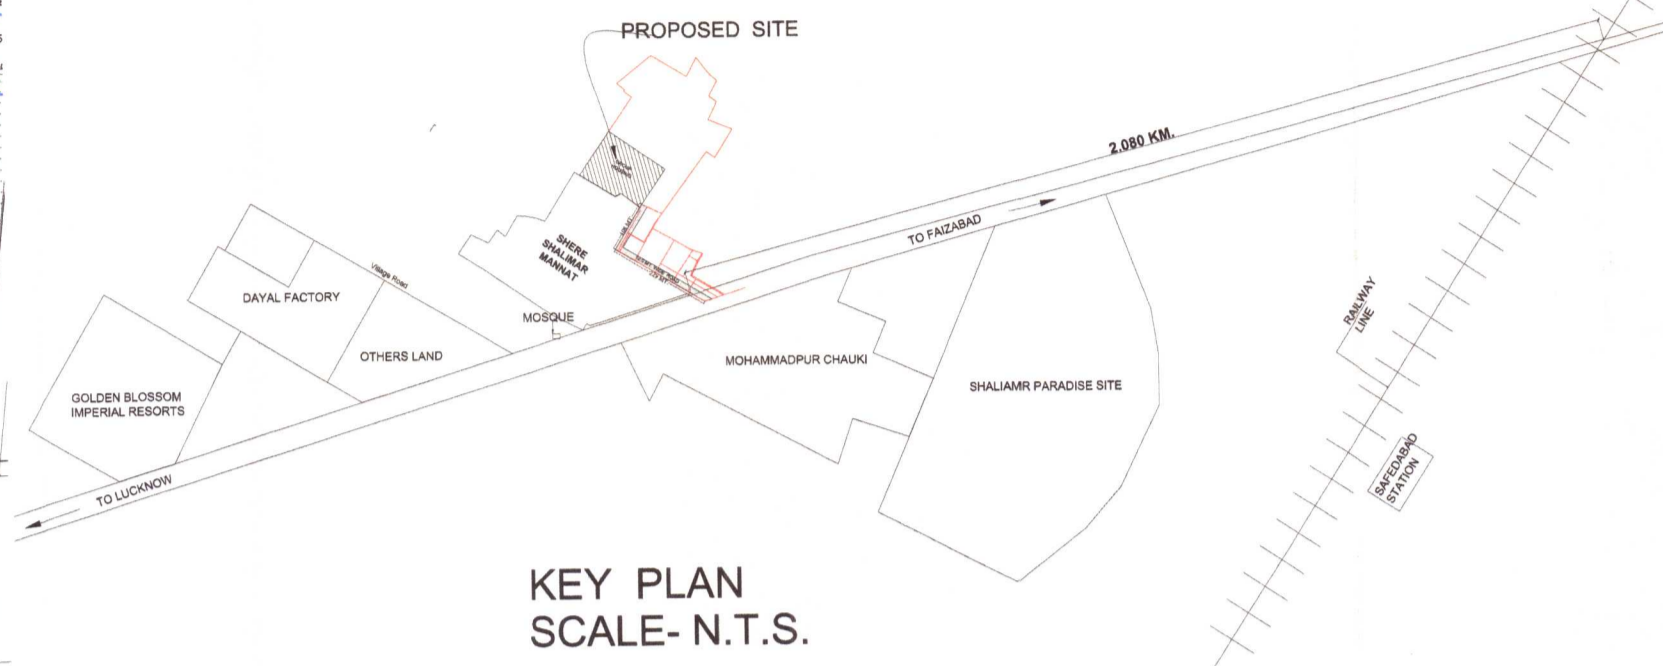 PROPOSED SITE
2.080 KM.
TO FAIZABAD
SHERE
SHALIMAR
MANNAT
Village Road
DAYAL FACTORY
MOSQUE
OTHERS LAND
MOHAMMADPUR CHAUKI
SHALIAMR PARADISE SITE
RAILWAY
LINE
GOLDEN BLOSSOM
IMPERIAL RESORTS
SAFEDABAD
STATION
TO LUCKNOW
KEY PLAN
SCALE- N.T.S.